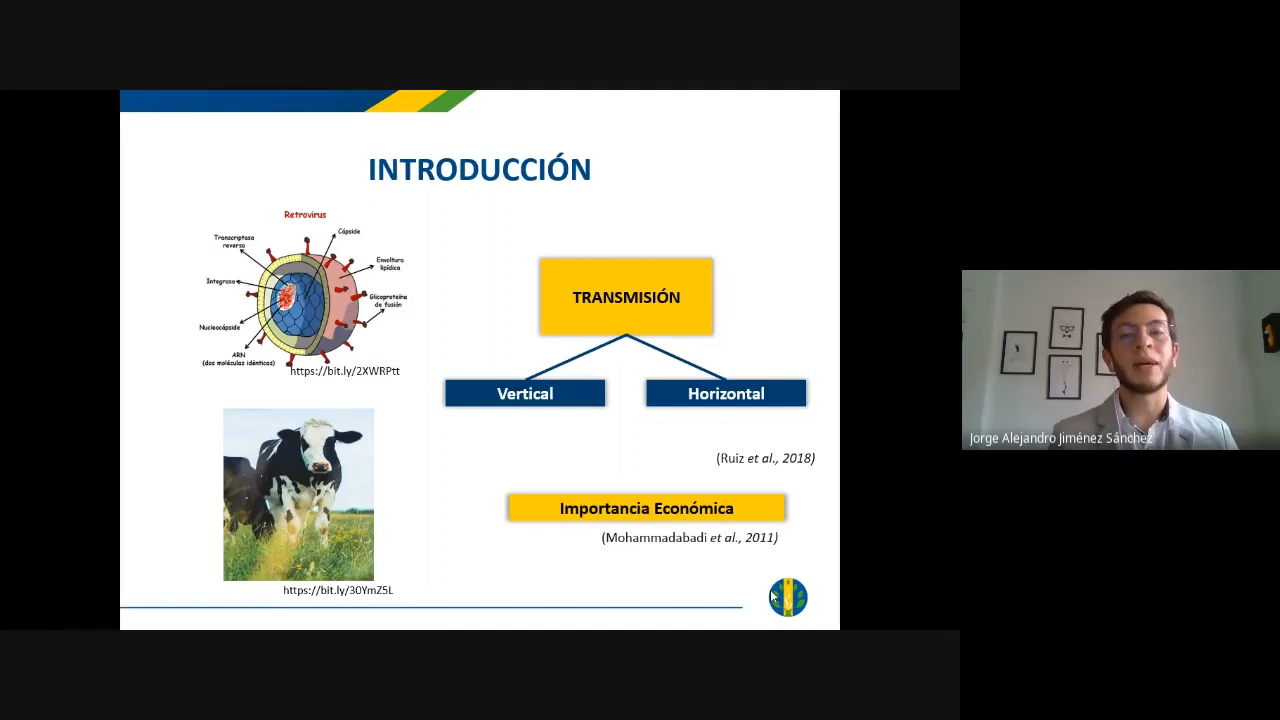 INTRODUCCIÓN
Retrovirus
Transcriptasa
reversa
Cápside
Envoltura
lipídica
Integrasa
Glicoproteína
de fusión
Nucleocápside
ARN
(dos moléculas idénticas)
https://bit.ly/2XWRPtt
TRANSMISIÓN
Vertical
Horizontal
(Ruiz et al., 2018)
Importancia Económica
(Mohammadabadi et al., 2011)
https://bit.ly/30YmZ5L
Jorge Alejandro Jiménez Sánchez